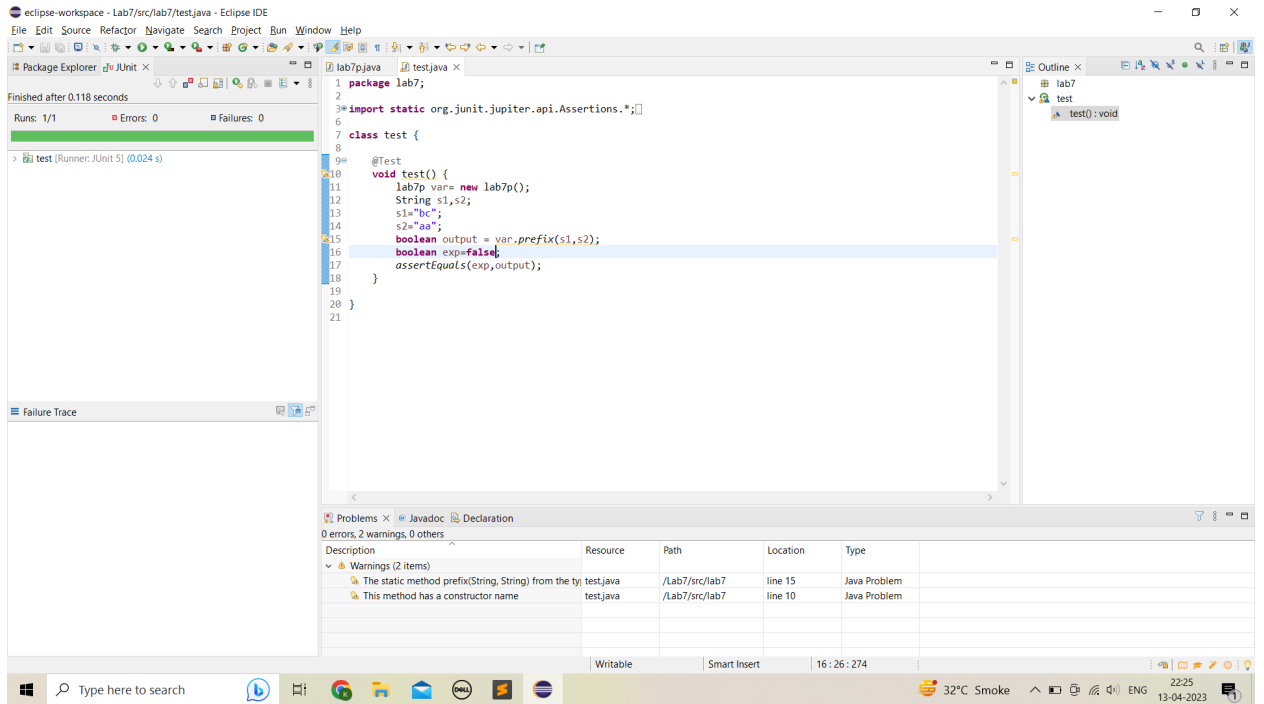 eclipse-workspace - Lab7/src/lab7/test.java - Eclipse IDE
File Edit Source Refactor Navigate Search Project Run Window Help
Package Explorer JUnit
Finished after 0.118 seconds
Runs: 1/1 Errors: 0 Failures: 0
test [Runner: JUnit 5] (0.024 s)
Failure Trace
lab7p.java test.java
1 package lab7;
2
3 import static org.junit.jupiter.api.Assertions.*;
6
7 class test {
8
9 @Test
10 void test() {
11 lab7p var= new lab7p();
12 String s1,s2;
13 s1="bc";
14 s2="aa";
15 boolean output = var.prefix(s1,s2);
16 boolean exp=false;
17 assertEquals(exp,output);
18 }
19
20 }
21
Outline
lab7
test
test() : void
Problems Javadoc Declaration
0 errors, 2 warnings, 0 others
Description Resource Path Location Type
Warnings (2 items)
The static method prefix(String, String) from the ty test.java /Lab7/src/lab7 line 15 Java Problem
This method has a constructor name test.java /Lab7/src/lab7 line 10 Java Problem
Writable Smart Insert 16 : 26 : 274
Type here to search
DELL
32°C Smoke ENG 22:25
13-04-2023
1